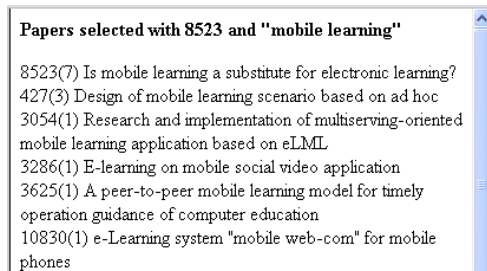 Papers selected with 8523 and "mobile learning"
8523(7) Is mobile learning a substitute for electronic learning?
427(3) Design of mobile learning scenario based on ad hoc
3054(1) Research and implementation of multiserving-oriented
mobile learning application based on eLML
3286(1) E-learning on mobile social video application
3625(1) A peer-to-peer mobile learning model for timely
operation guidance of computer education
10830(1) e-Learning system "mobile web-com" for mobile
phones